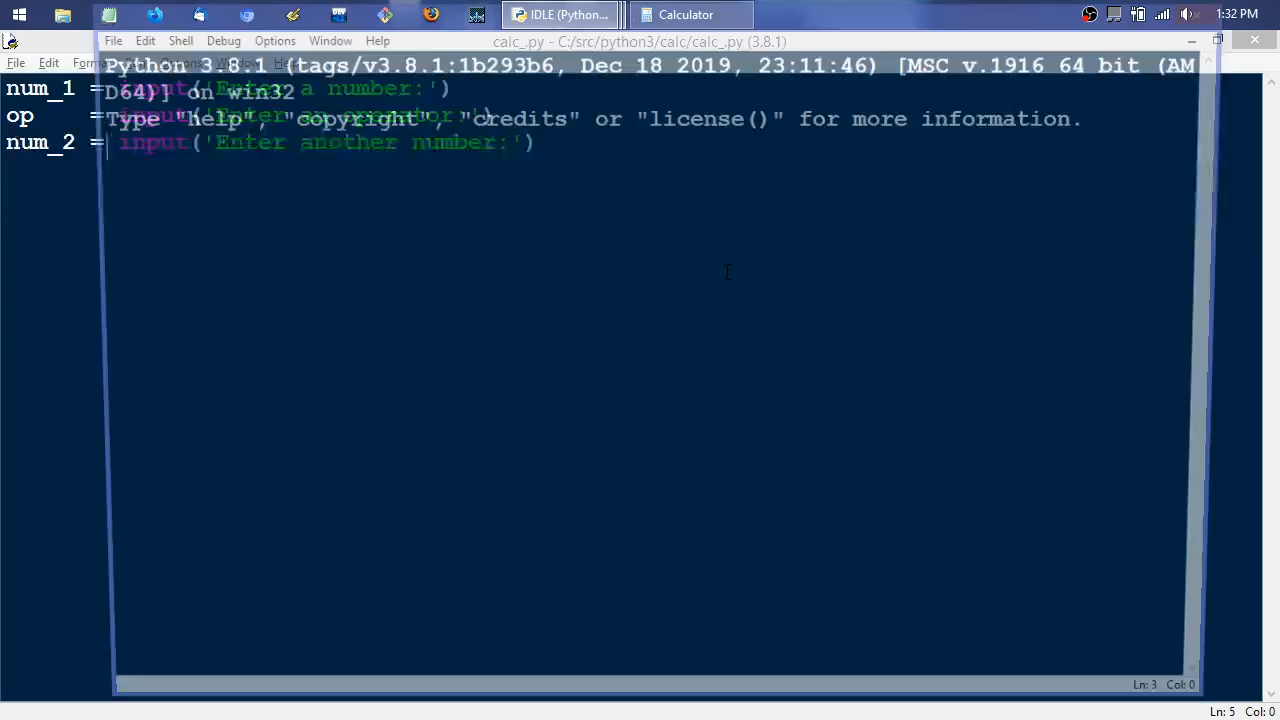 IDLE (Python...
Calculator
1:32 PM
File Edit Shell Debug Options Window Help
calc_.py - C:/src/python3/calc/calc_.py (3.8.1)
File Edit Format Run Options Window Help
Python 3.8.1 (tags/v3.8.1:1b293b6, Dec 18 2019, 23:11:46) [MSC v.1916 64 bit (AM
D64)] on win32
Type "help", "copyright", "credits" or "license()" for more information.
num_1 = input('Enter a number:')
op = input('Enter an operator:')
num_2 = input('Enter another number:')
Ln: 3 Col: 0
Ln: 5 Col: 0